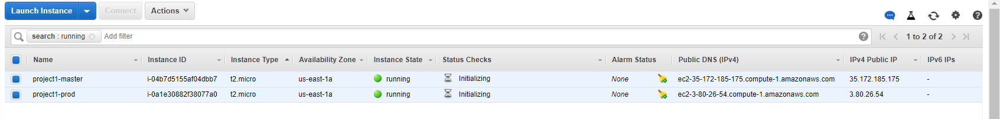 Launch Instance Connect Actions
search : running Add filter 1 to 2 of 2
Name Instance ID Instance Type Availability Zone Instance State Status Checks Alarm Status Public DNS (IPv4) IPv4 Public IP IPv6 IPs
project1-master i-04b7d5155af04dbb7 t2.micro us-east-1a running Initializing None ec2-35-172-185-175.compute-1.amazonaws.com 35.172.185.175 -
project1-prod i-0a1e30882f38077a0 t2.micro us-east-1a running Initializing None ec2-3-80-26-54.compute-1.amazonaws.com 3.80.26.54 -